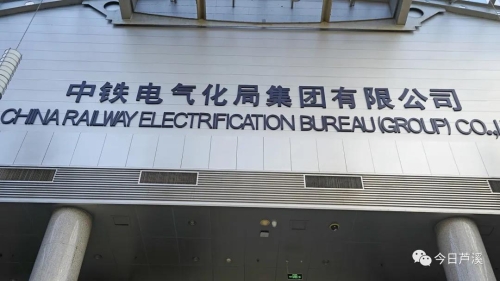 中铁电气化局集团有限公司
CHINA RAILWAY ELECTRIFICATION BUREAU (GROUP) CO.,
今日芦溪